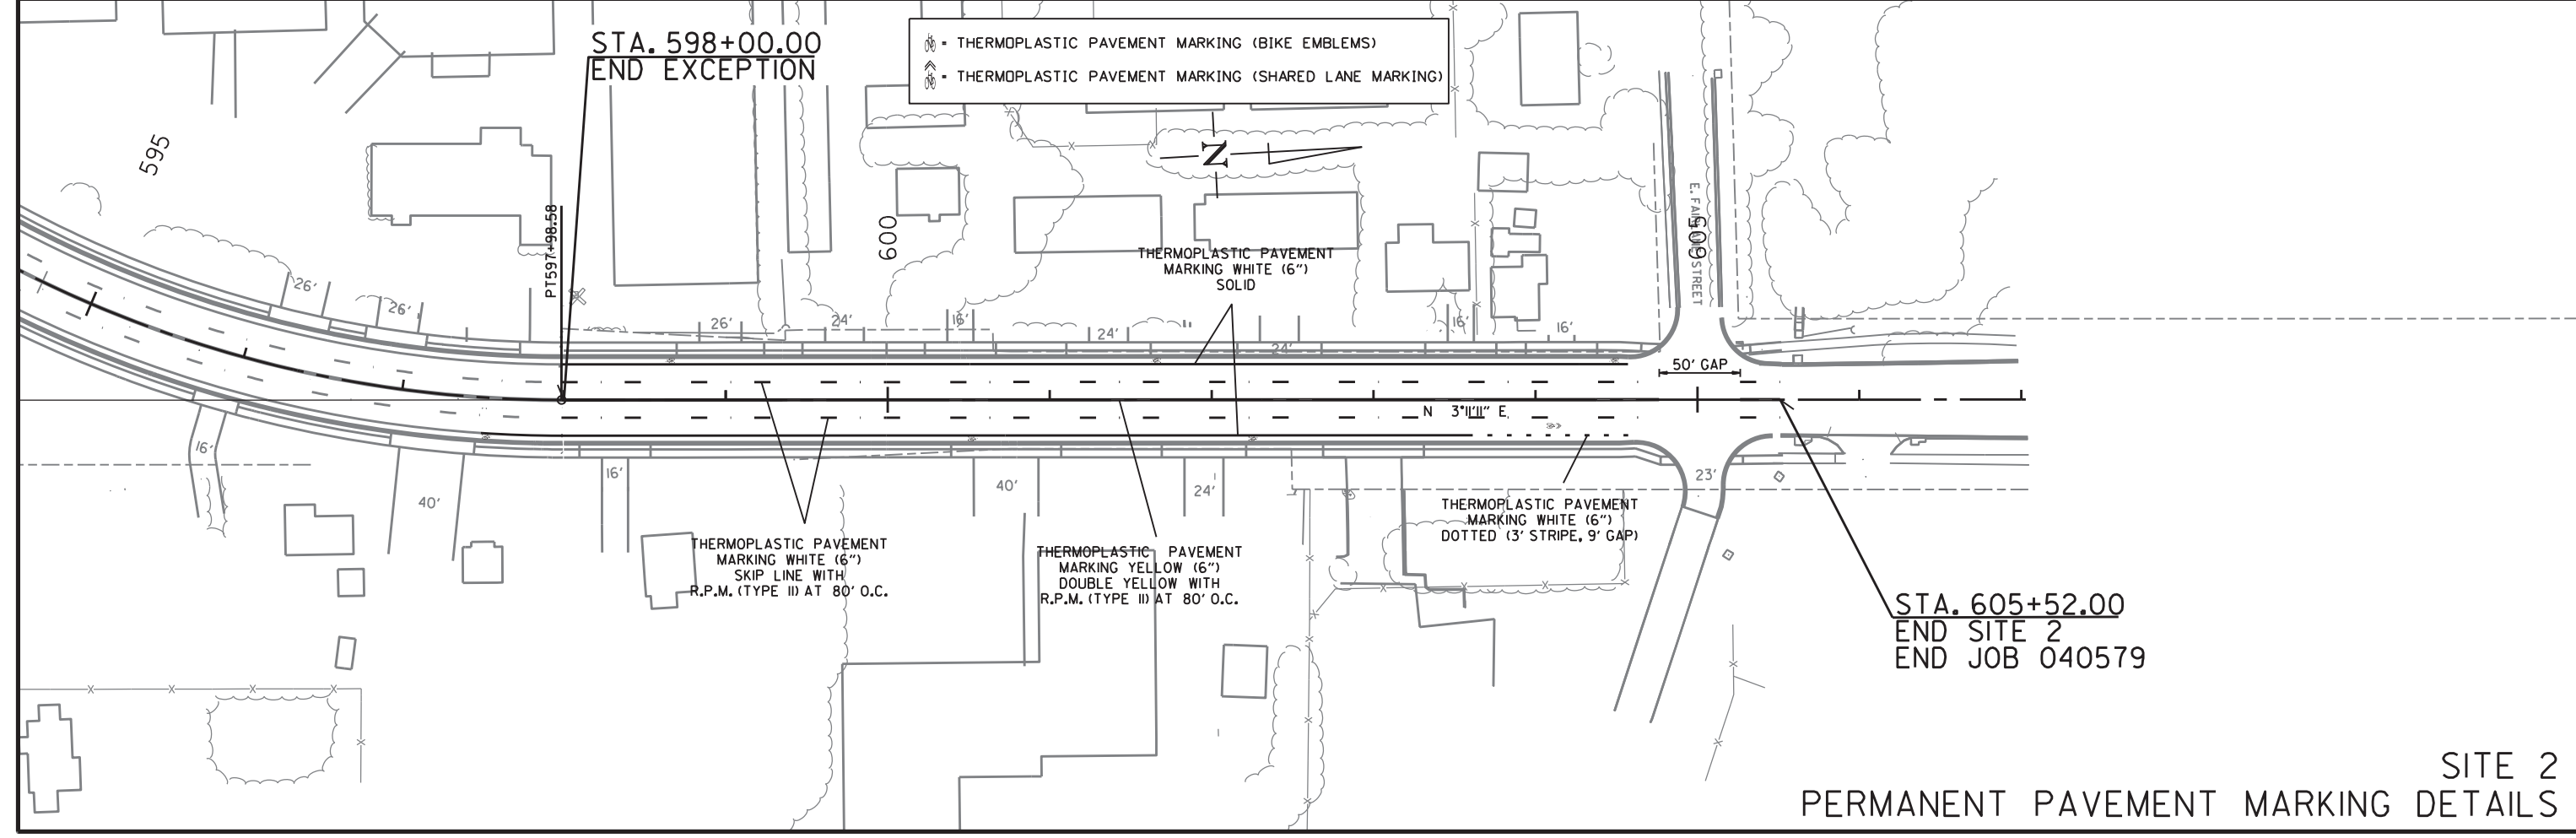 STA. 598+00.00
END EXCEPTION
= THERMOPLASTIC PAVEMENT MARKING (BIKE EMBLEMS)
= THERMOPLASTIC PAVEMENT MARKING (SHARED LANE MARKING)
595
600
605
N
PT597+98.58
THERMOPLASTIC PAVEMENT
MARKING WHITE (6")
SOLID
STREET
26'
26'
26'
24'
16'
24'
24'
16'
16'
50' GAP
N 3°11'11" E
16'
40'
16'
40'
24'
23'
THERMOPLASTIC PAVEMENT
MARKING WHITE (6")
DOTTED (3' STRIPE, 9' GAP)
THERMOPLASTIC PAVEMENT
MARKING WHITE (6")
SKIP LINE WITH
R.P.M. (TYPE II) AT 80' O.C.
THERMOPLASTIC PAVEMENT
MARKING YELLOW (6")
DOUBLE YELLOW WITH
R.P.M. (TYPE II) AT 80' O.C.
STA. 605+52.00
END SITE 2
END JOB 040579
SITE 2
PERMANENT PAVEMENT MARKING DETAILS